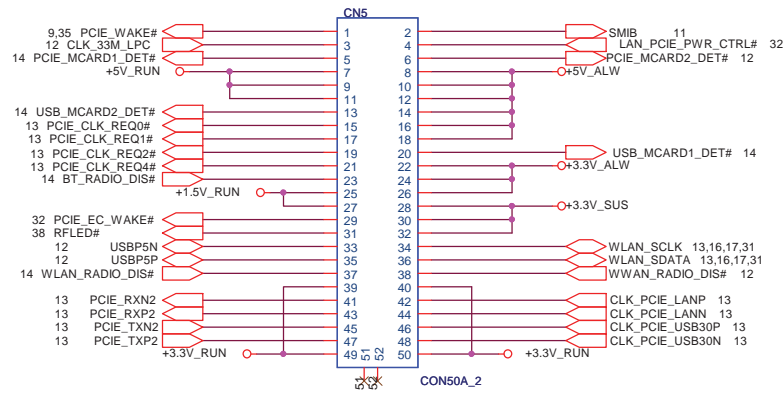 CN5
9,35 PCIE_WAKE# 1 2 SMIB 11
12 CLK_33M_LPC 3 4 LAN_PCIE_PWR_CTRL# 32
14 PCIE_MCARD1_DET# 5 6 PCIE_MCARD2_DET# 12
+5V_RUN 7 8 +5V_ALW
9 10
11 12
14 USB_MCARD2_DET# 13 14
13 PCIE_CLK_REQ0# 15 16
13 PCIE_CLK_REQ1# 17 18
13 PCIE_CLK_REQ2# 19 20 USB_MCARD1_DET# 14
13 PCIE_CLK_REQ4# 21 22 +3.3V_ALW
14 BT_RADIO_DIS# 23 24
+1.5V_RUN 25 26
27 28 +3.3V_SUS
32 PCIE_EC_WAKE# 29 30
38 RFLED# 31 32
12 USBP5N 33 34 WLAN_SCLK 13,16,17,31
12 USBP5P 35 36 WLAN_SDATA 13,16,17,31
14 WLAN_RADIO_DIS# 37 38 WWAN_RADIO_DIS# 12
39 40
13 PCIE_RXN2 41 42 CLK_PCIE_LANP 13
13 PCIE_RXP2 43 44 CLK_PCIE_LANN 13
13 PCIE_TXN2 45 46 CLK_PCIE_USB30P 13
13 PCIE_TXP2 47 48 CLK_PCIE_USB30N 13
+3.3V_RUN 49 51 52 50 +3.3V_RUN
51 52
CON50A_2